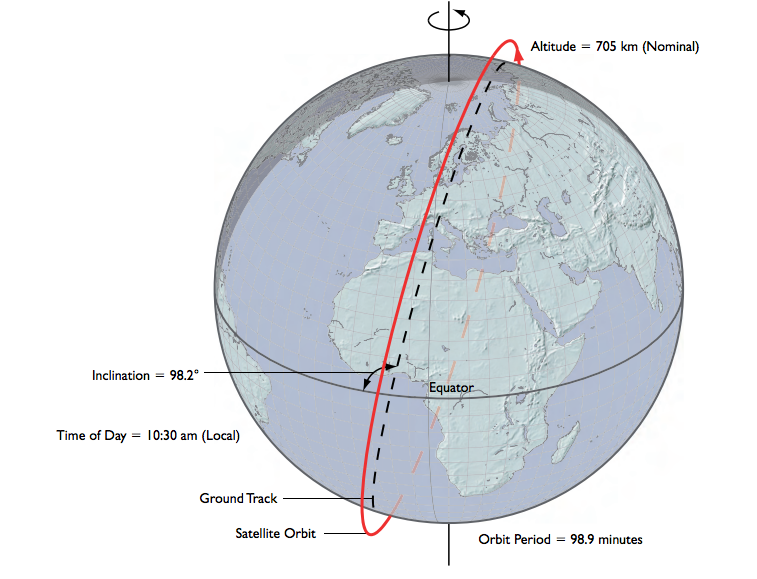 Altitude = 705 km (Nominal)
Inclination = 98.2°
Equator
Time of Day = 10:30 am (Local)
Ground Track
Satellite Orbit
Orbit Period = 98.9 minutes